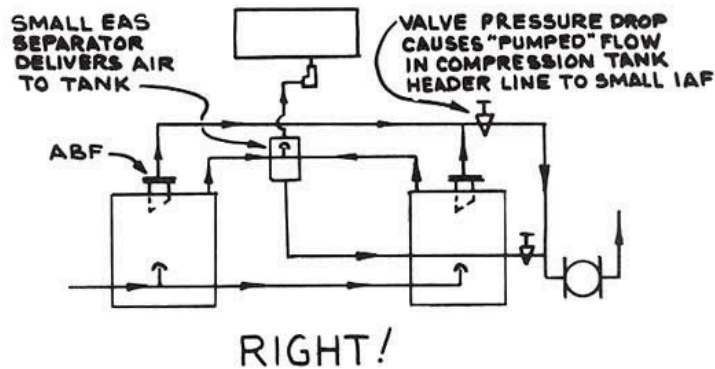 SMALL EAS
SEPARATOR
DELIVERS AIR
TO TANK
VALVE PRESSURE DROP
CAUSES "PUMPED" FLOW
IN COMPRESSION TANK
HEADER LINE TO SMALL IAF
ABF
RIGHT!